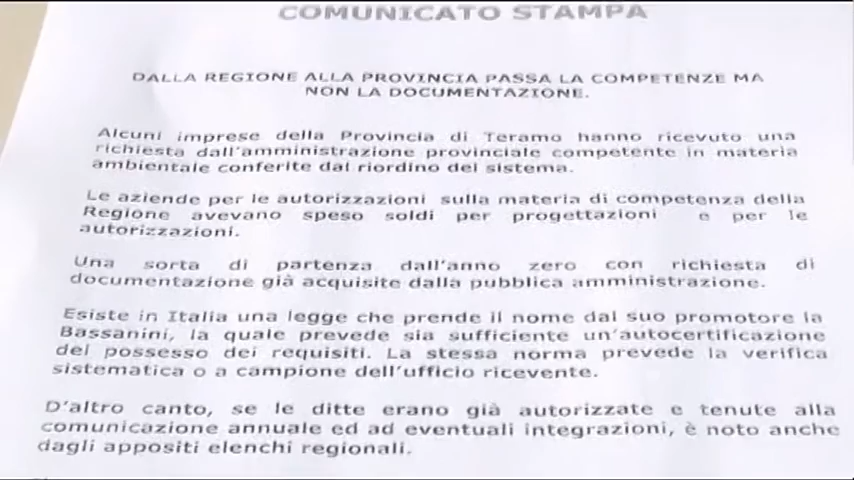 COMUNICATO STAMPA
DALLA REGIONE ALLA PROVINCIA PASSA LA COMPETENZE MA
NON LA DOCUMENTAZIONE.
Alcuni imprese della Provincia di Teramo hanno ricevuto una
richiesta dall'amministrazione provinciale competente in materia
ambientale conferite dal riordino del sistema.
Le aziende per le autorizzazioni sulla materia di competenza della
Regione avevano speso soldi per progettazioni e per le
autorizzazioni.
Una sorta di partenza dall'anno zero con richiesta di
documentazione già acquisite dalla pubblica amministrazione.
Esiste in Italia una legge che prende il nome dal suo promotore la
Bassanini, la quale prevede sia sufficiente un'autocertificazione
del possesso dei requisiti. La stessa norma prevede la verifica
sistematica o a campione dell'ufficio ricevente.
D'altro canto, se le ditte erano già autorizzate e tenute alla
comunicazione annuale ed ad eventuali integrazioni, è noto anche
dagli appositi elenchi regionali.